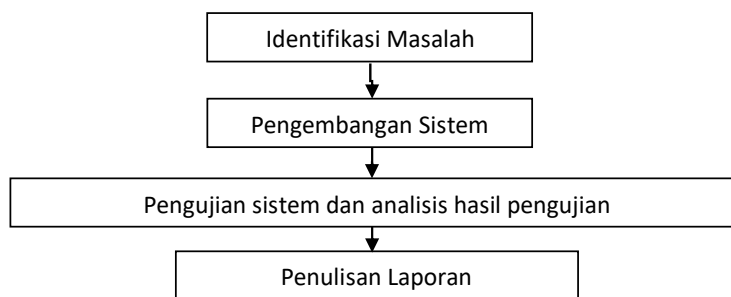 Identifikasi Masalah
Pengembangan Sistem
Pengujian sistem dan analisis hasil pengujian
Penulisan Laporan